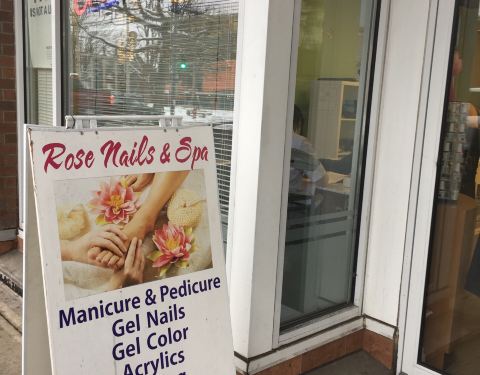 Rose Nails & Spa
Manicure & Pedicure
Gel Nails
Gel Color
Acrylics